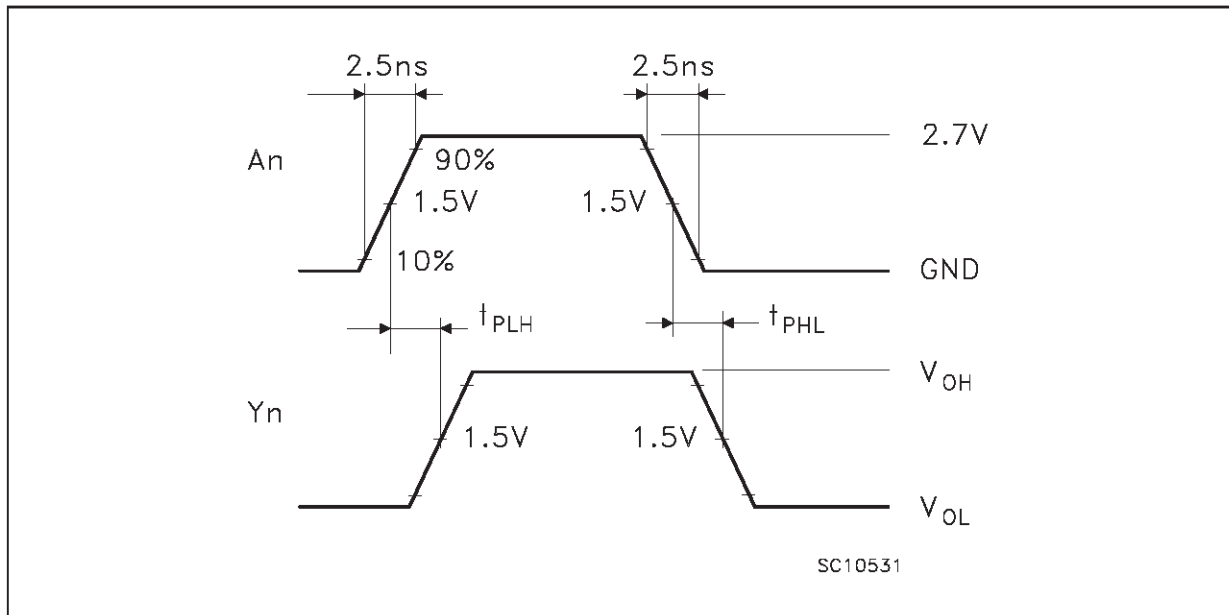 2.5ns 2.5ns
2.7V
An
90%
1.5V 1.5V
10%
GND
tPLH tPHL
VOH
Yn
1.5V 1.5V
VOL
SC10531